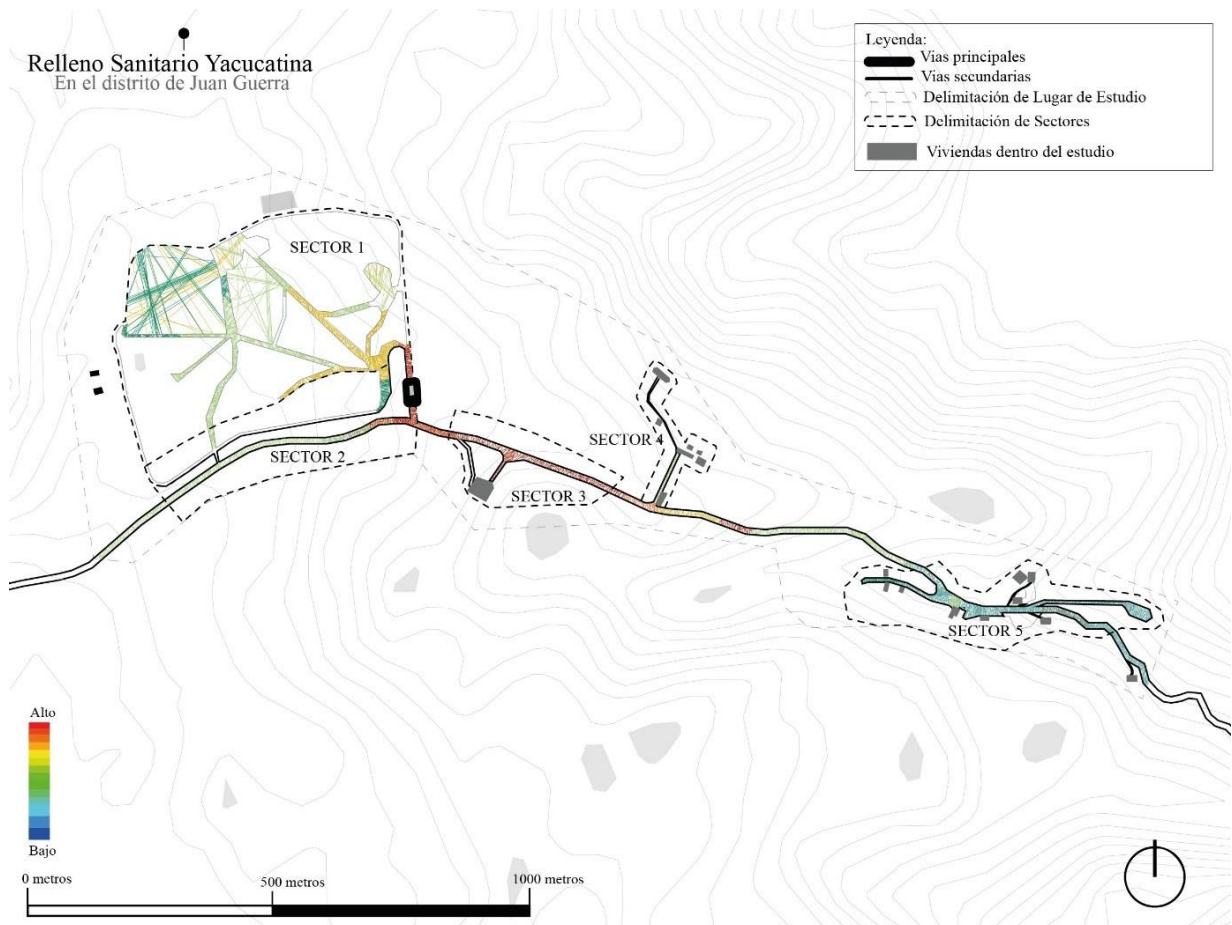 Relleno Sanitario Yacucatina
En el distrito de Juan Guerra
Leyenda:
Vias principales
Vias secundarias
Delimitación de Lugar de Estudio
Delimitación de Sectores
Viviendas dentro del estudio
SECTOR 1
SECTOR 2
SECTOR 3
SECTOR 4
SECTOR 5
Alto
Bajo
0 metros
500 metros
1000 metros